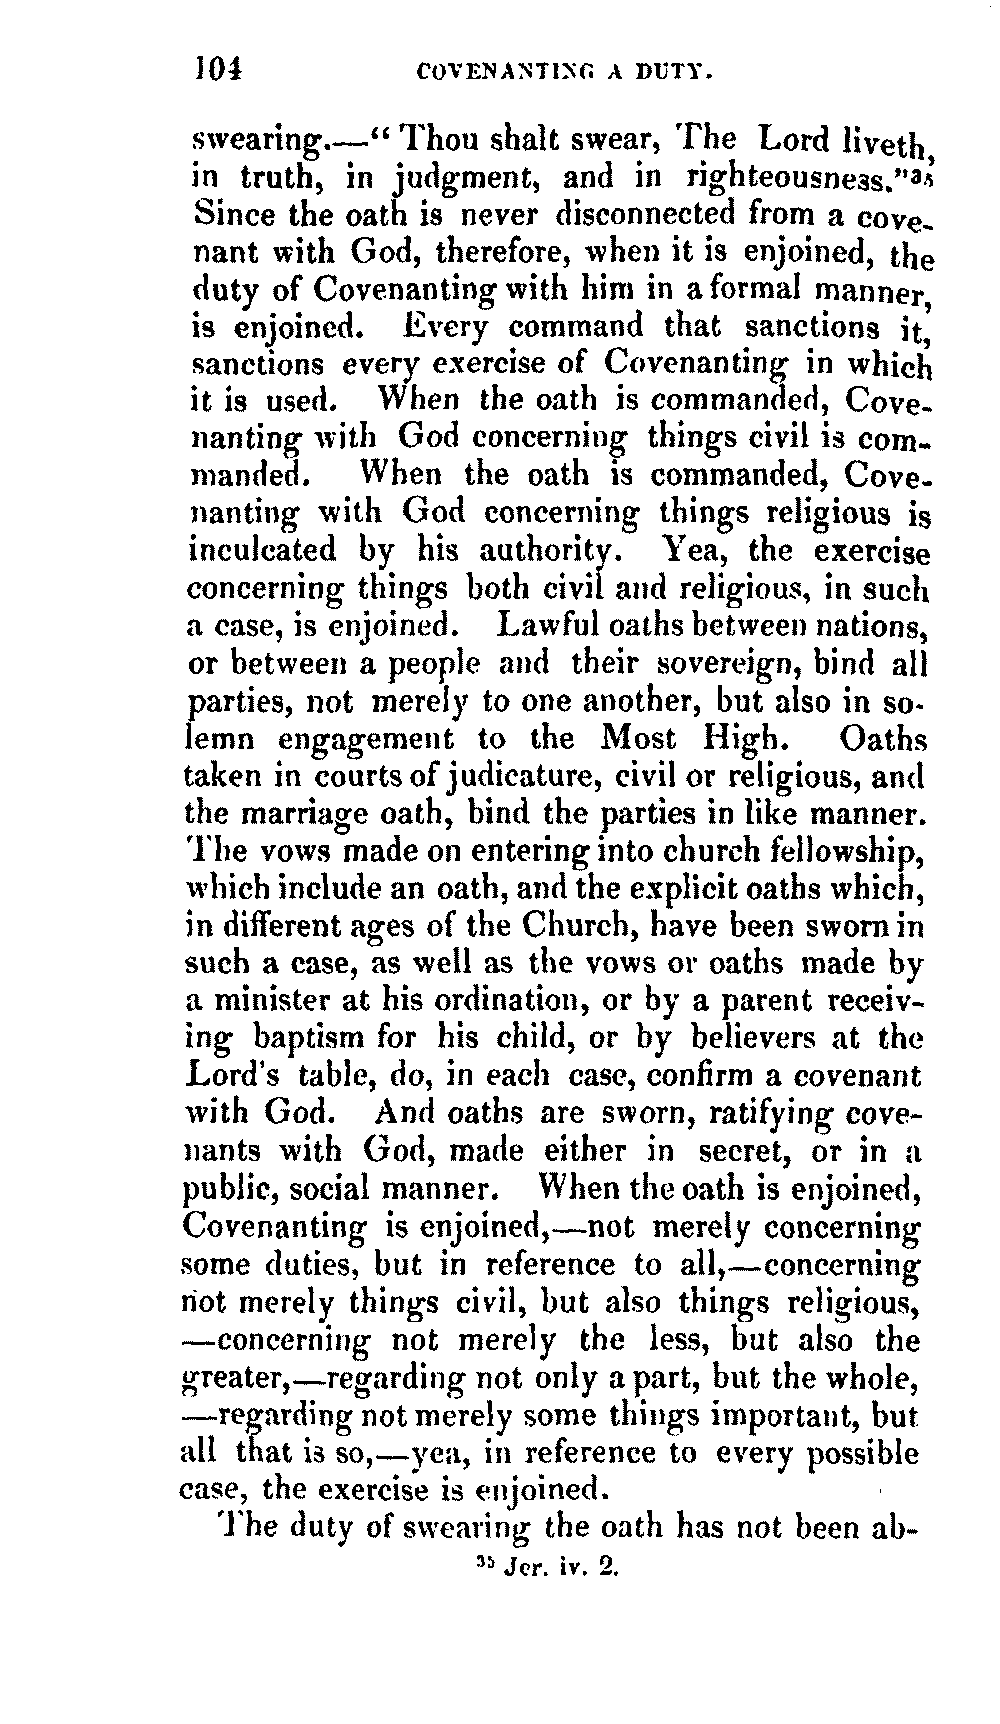 104 COVENANTING A DUTY.
swearing.—“ Thou shalt swear, The Lord liveth,
in truth, in judgment, and in righteousness.”³⁵
Since the oath is never disconnected from a cove-
nant with God, therefore, when it is enjoined, the
duty of Covenanting with him in a formal manner,
is enjoined. Every command that sanctions it,
sanctions every exercise of Covenanting in which
it is used. When the oath is commanded, Cove-
nanting with God concerning things civil is com-
manded. When the oath is commanded, Cove-
nanting with God concerning things religious is
inculcated by his authority. Yea, the exercise
concerning things both civil and religious, in such
a case, is enjoined. Lawful oaths between nations,
or between a people and their sovereign, bind all
parties, not merely to one another, but also in so-
lemn engagement to the Most High. Oaths
taken in courts of judicature, civil or religious, and
the marriage oath, bind the parties in like manner.
The vows made on entering into church fellowship,
which include an oath, and the explicit oaths which,
in different ages of the Church, have been sworn in
such a case, as well as the vows or oaths made by
a minister at his ordination, or by a parent receiv-
ing baptism for his child, or by believers at the
Lord's table, do, in each case, confirm a covenant
with God. And oaths are sworn, ratifying cove-
nants with God, made either in secret, or in a
public, social manner. When the oath is enjoined,
Covenanting is enjoined,—not merely concerning
some duties, but in reference to all,—concerning
not merely things civil, but also things religious,
—concerning not merely the less, but also the
greater,—regarding not only a part, but the whole,
—regarding not merely some things important, but
all that is so,—yea, in reference to every possible
case, the exercise is enjoined.
The duty of swearing the oath has not been ab-
³⁵ Jer. iv. 2.